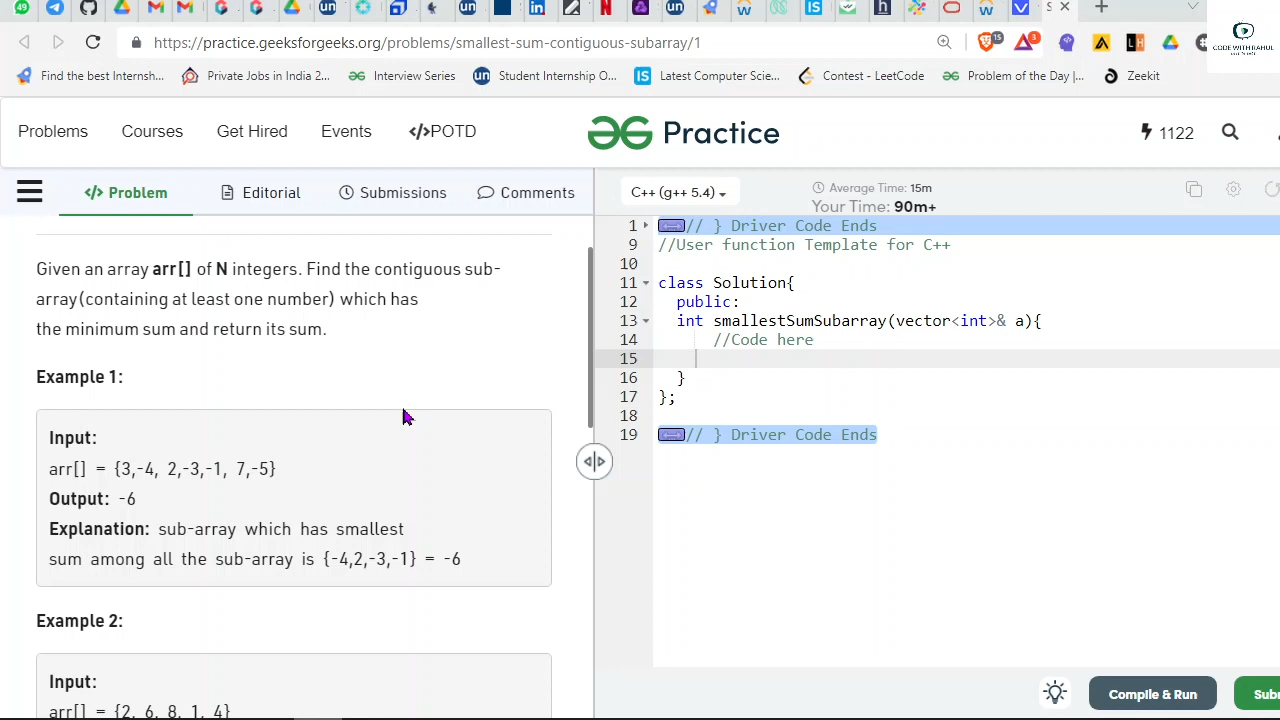 https://practice.geeksforgeeks.org/problems/smallest-sum-contiguous-subarray/1
CODE WITH RAHUL
Find the best Internsh... Private Jobs in India 2... Interview Series Student Internship O... Latest Computer Scie... Contest - LeetCode Problem of the Day |... Zeekit
Problems Courses Get Hired Events </>POTD Practice 1122
</> Problem Editorial Submissions Comments
C++ (g++ 5.4)
Average Time: 15m
Your Time: 90m+
Given an array arr[] of N integers. Find the contiguous sub-
array(containing at least one number) which has
the minimum sum and return its sum.
Example 1:
Input:
arr[] = {3,-4, 2,-3,-1, 7,-5}
Output: -6
Explanation: sub-array which has smallest
sum among all the sub-array is {-4,2,-3,-1} = -6
Example 2:
Input:
arr[] = {2, 6, 8, 1, 4}
1 // } Driver Code Ends
9 //User function Template for C++
10
11 class Solution{
12 public:
13 int smallestSumSubarray(vector<int>& a){
14 //Code here
15
16 }
17 };
18
19 // } Driver Code Ends
Compile & Run Sub